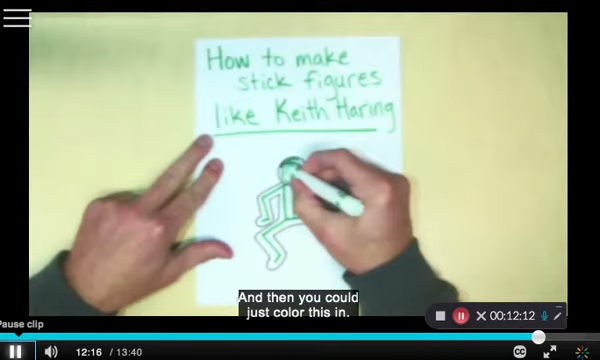 How to make
stick figures
like Keith Haring
And then you could
just color this in.
00:12:12
Pause clip
12:16 / 13:40
CC